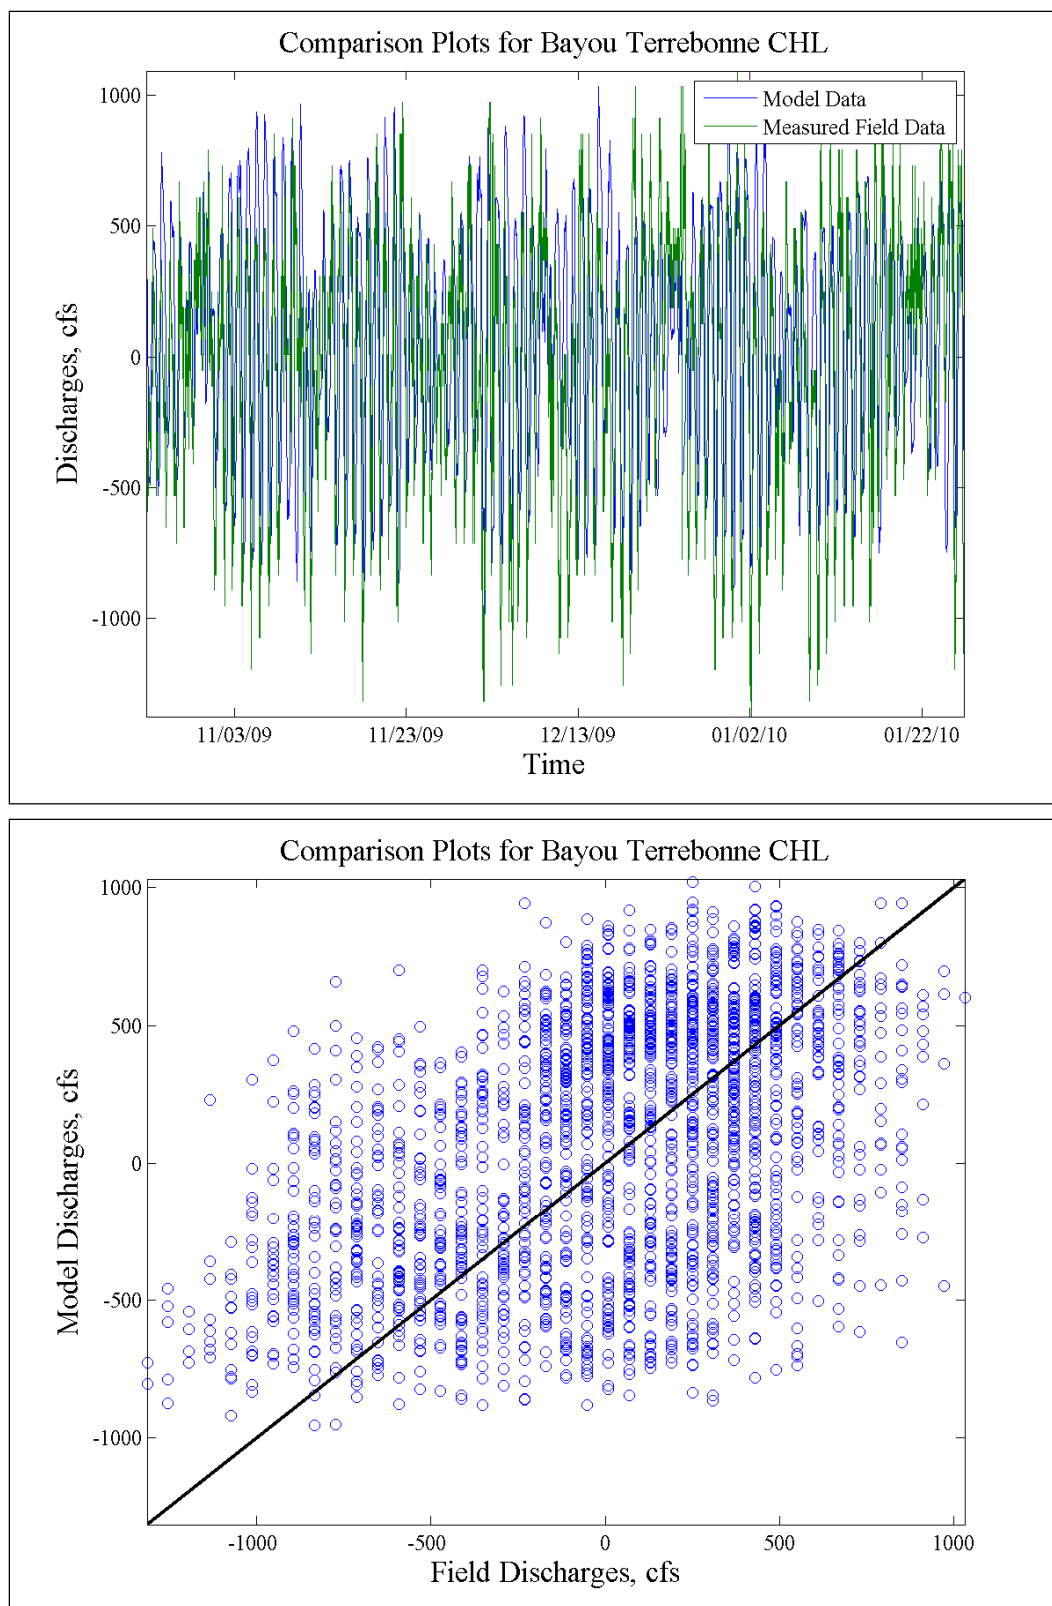 Comparison Plots for Bayou Terrebonne CHL
1000
500
0
-500
-1000
Discharges, cfs
Model Data
Measured Field Data
11/03/09 11/23/09 12/13/09 01/02/10 01/22/10
Time
Comparison Plots for Bayou Terrebonne CHL
1000
500
0
-500
-1000
Model Discharges, cfs
-1000 -500 0 500 1000
Field Discharges, cfs